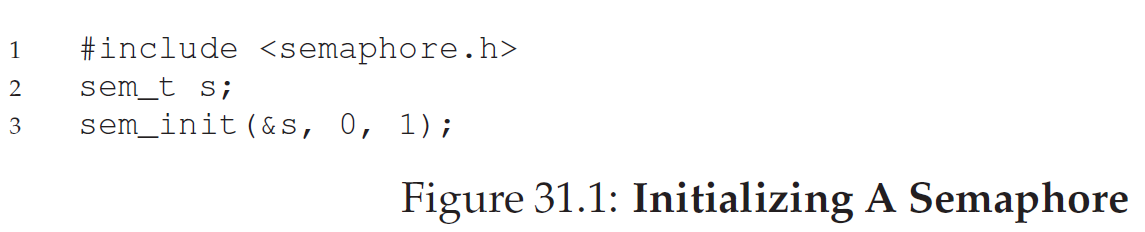 1 #include <semaphore.h>
2 sem_t s;
3 sem_init(&s, 0, 1);
Figure 31.1: Initializing A Semaphore